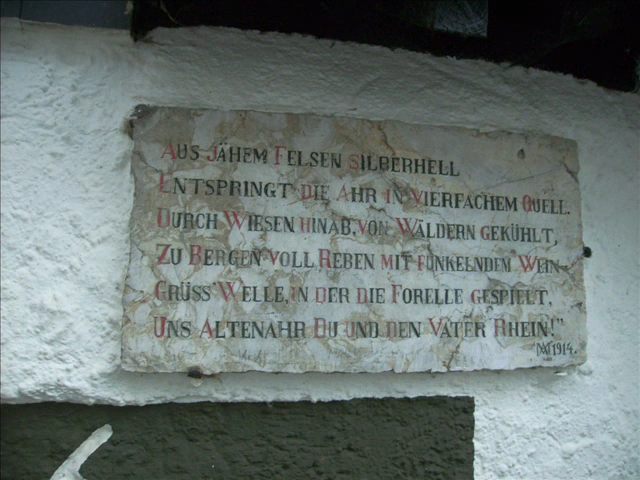 AUS JÄHEM FELSEN SILBERHELL
ENTSPRINGT DIE AHR IN VIERFACHEM QUELL.
DURCH WIESEN HINAB, VON WÄLDERN GEKÜHLT,
ZU BERGEN VOLL REBEN MIT FUNKELNDEM WEIN
GRÜSS' WELLE, IN DER DIE FORELLE GESPIELT,
UNS ALTENAHR DU UND DEN VATER RHEIN!"
1914.